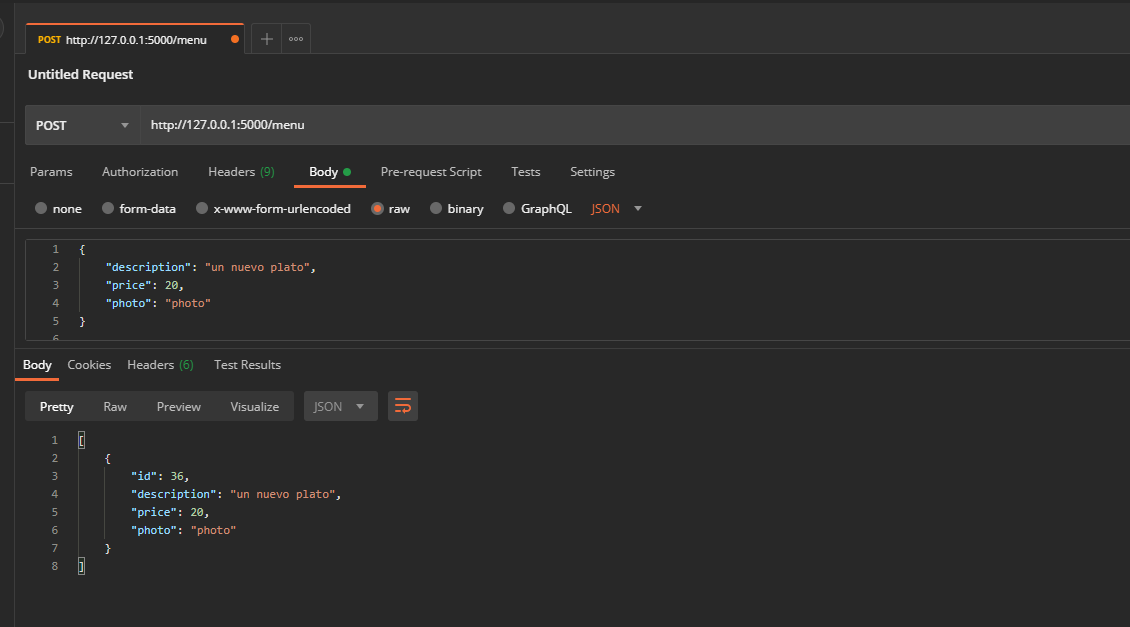 POST http://127.0.0.1:5000/menu
Untitled Request
POST http://127.0.0.1:5000/menu
Params Authorization Headers (9) Body Pre-request Script Tests Settings
none form-data x-www-form-urlencoded raw binary GraphQL JSON
1 {
2 "description": "un nuevo plato",
3 "price": 20,
4 "photo": "photo"
5 }
6
Body Cookies Headers (6) Test Results
Pretty Raw Preview Visualize JSON
1 [
2 {
3 "id": 36,
4 "description": "un nuevo plato",
5 "price": 20,
6 "photo": "photo"
7 }
8 ]